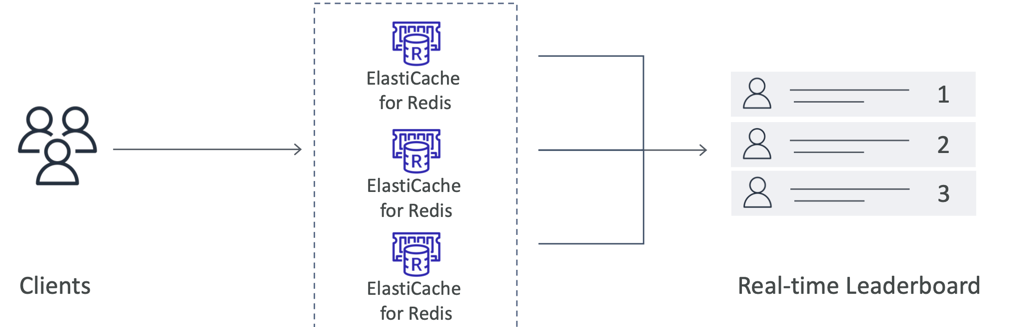 R
ElastiCache
for Redis
R
ElastiCache
for Redis
R
ElastiCache
for Redis
Clients
1
2
3
Real-time Leaderboard